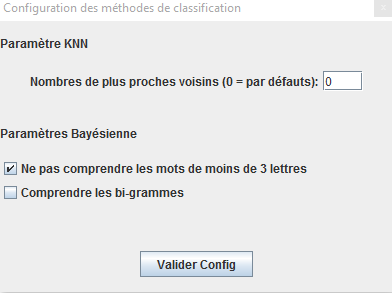 Configuration des méthodes de classification
Paramètre KNN
Nombres de plus proches voisins (0 = par défauts): 0
Paramètres Bayésienne
Ne pas comprendre les mots de moins de 3 lettres
Comprendre les bi-grammes
Valider Config